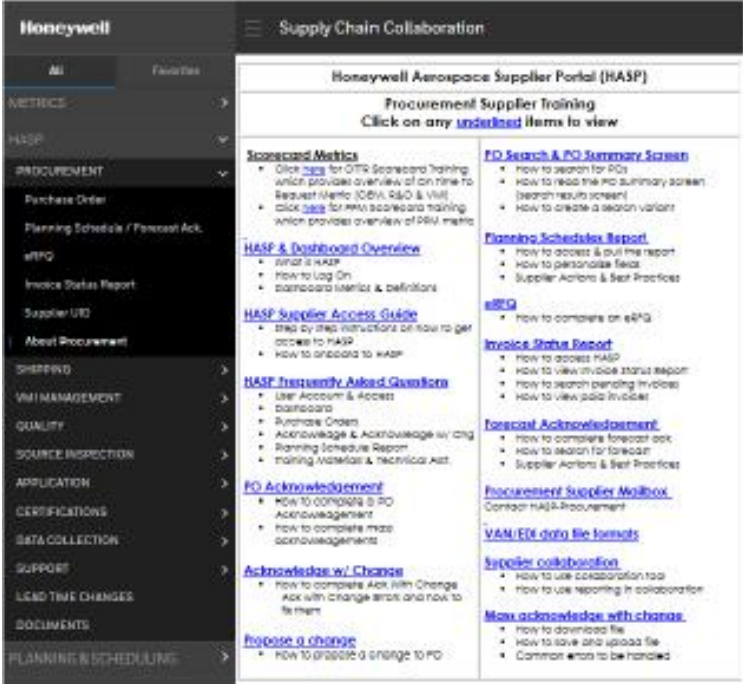 Honeywell
Supply Chain Collaboration
All
Favorites
METRICS
HASP
PROCUREMENT
Purchase Order
Planning Schedule / Forecast Ack.
eRFQ
Invoice Status Report
Supplier UID
About Procurement
SHIPPING
VMI MANAGEMENT
QUALITY
SOURCE INSPECTION
APPLICATION
CERTIFICATIONS
DATA COLLECTION
SUPPORT
LEAD TIME CHANGES
DOCUMENTS
PLANNING & SCHEDULING
Honeywell Aerospace Supplier Portal (HASP)
Procurement Supplier Training
Click on any underlined items to view
Scorecard Metrics
• Click here for OTTR Scorecard Training
which provides overview of On Time to
Request Metric (OEM, R&O & VMI)
• Click here for PPM Scorecard Training
which provides overview of PPM metric
HASP & Dashboard Overview
• What is HASP
• How to Log On
• Dashboard Metrics & Definitions
HASP Supplier Access Guide
• Step by step instructions on how to get
access to HASP
• How to onboard to HASP
HASP Frequently Asked Questions
• User Account & Access
• Dashboard
• Purchase Orders
• Acknowledge & Acknowledge w/ Chg
• Planning Schedule Report
• Training Materials & Technical Asst.
PO Acknowledgement
• How to complete a PO
Acknowledgement
• How to complete mass
acknowledgements
Acknowledge w/ Change
• How to complete Ack With Change
Ack with Change Errors and how to
fix them
Propose a change
• How to propose a change to PO
PO Search & PO Summary Screen
• How to search for POs
• How to read the PO Summary screen
(search results screen)
• How to create a search variant
Planning Schedules Report
• How to access & pull the report
• How to personalize fields
• Supplier Actions & Best Practices
eRFQ
• How to complete an eRFQ
Invoice Status Report
• How to access HASP
• How to view Invoice Status Report
• How to search pending invoices
• How to view paid invoices
Forecast Acknowledgement
• How to complete forecast ack
• How to search for forecast
• Supplier Actions & Best Practices
Procurement Supplier Mailbox
Contact HASP-Procurement
VAN/EDI data file formats
Supplier collaboration
• How to use collaboration tool
• How to use reporting in collaboration
Mass acknowledge with change
• How to download file
• How to save and upload file
• Common errors to be handled